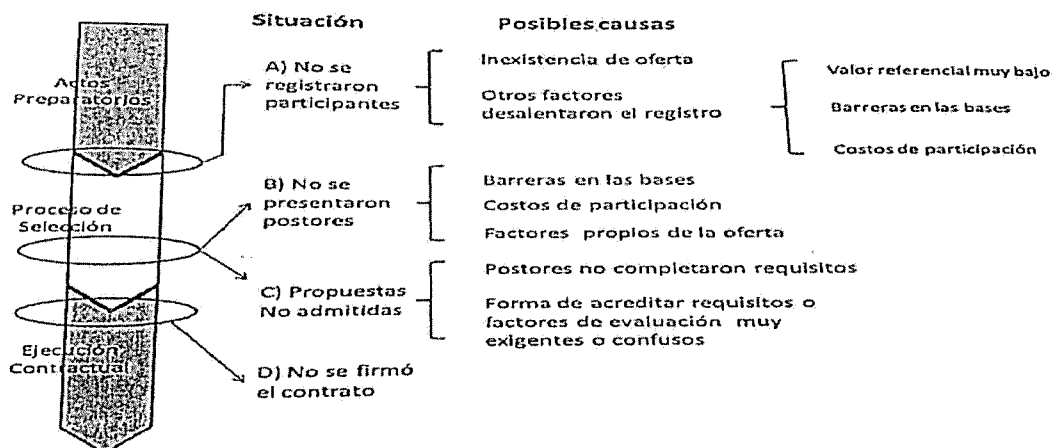 Situación
Posibles causas
Actos
Preparatorios
A) No se
registraron
participantes
Inexistencia de oferta
Otros factores
desalentaron el registro
Valor referencial muy bajo
Barreras en las bases
Costos de participación
Proceso de
Selección
B) No se
presentaron
postores
Barreras en las bases
Costos de participación
Factores propios de la oferta
C) Propuestas
No admitidas
Postores no completaron requisitos
Forma de acreditar requisitos o
factores de evaluación muy
exigentes o confusos
Ejecución
Contractual
D) No se firmó
el contrato